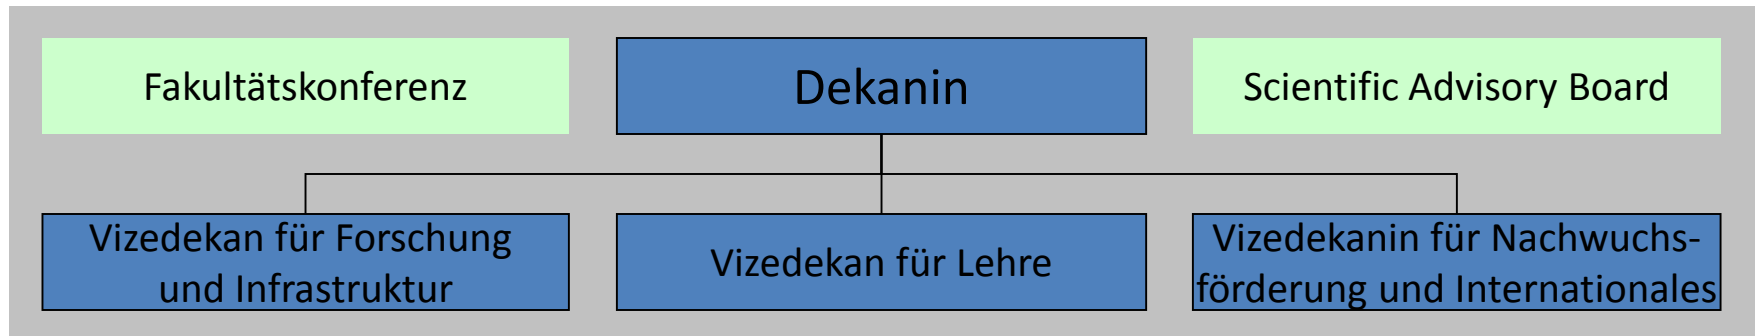 Fakultätskonferenz
Dekanin
Scientific Advisory Board
Vizedekan für Forschung
und Infrastruktur
Vizedekan für Lehre
Vizedekanin für Nachwuchs-
förderung und Internationales